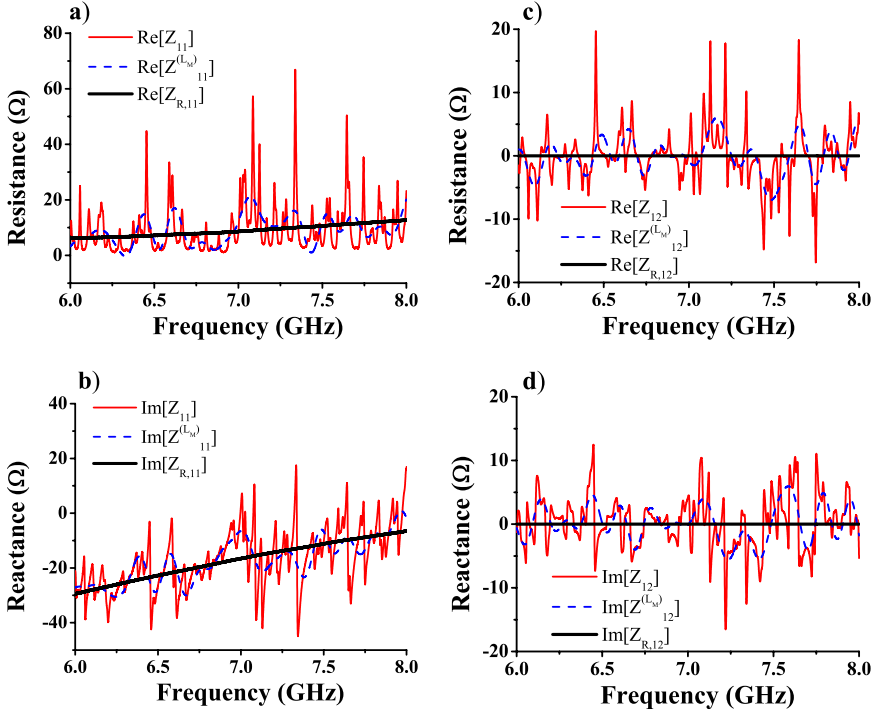 a)
Re[Z11]
Re[Z(LM)11]
Re[ZR,11]
80
60
40
20
0
Resistance (Ω)
6.0 6.5 7.0 7.5 8.0
Frequency (GHz)
c)
20
10
0
-10
-20
Resistance (Ω)
Re[Z12]
Re[Z(LM)12]
Re[ZR,12]
6.0 6.5 7.0 7.5 8.0
Frequency (GHz)
b)
Im[Z11]
Im[Z(LM)11]
Im[ZR,11]
40
20
0
-20
-40
Reactance (Ω)
6.0 6.5 7.0 7.5 8.0
Frequency (GHz)
d)
20
10
0
-10
-20
Reactance (Ω)
Im[Z12]
Im[Z(LM)12]
Im[ZR,12]
6.0 6.5 7.0 7.5 8.0
Frequency (GHz)